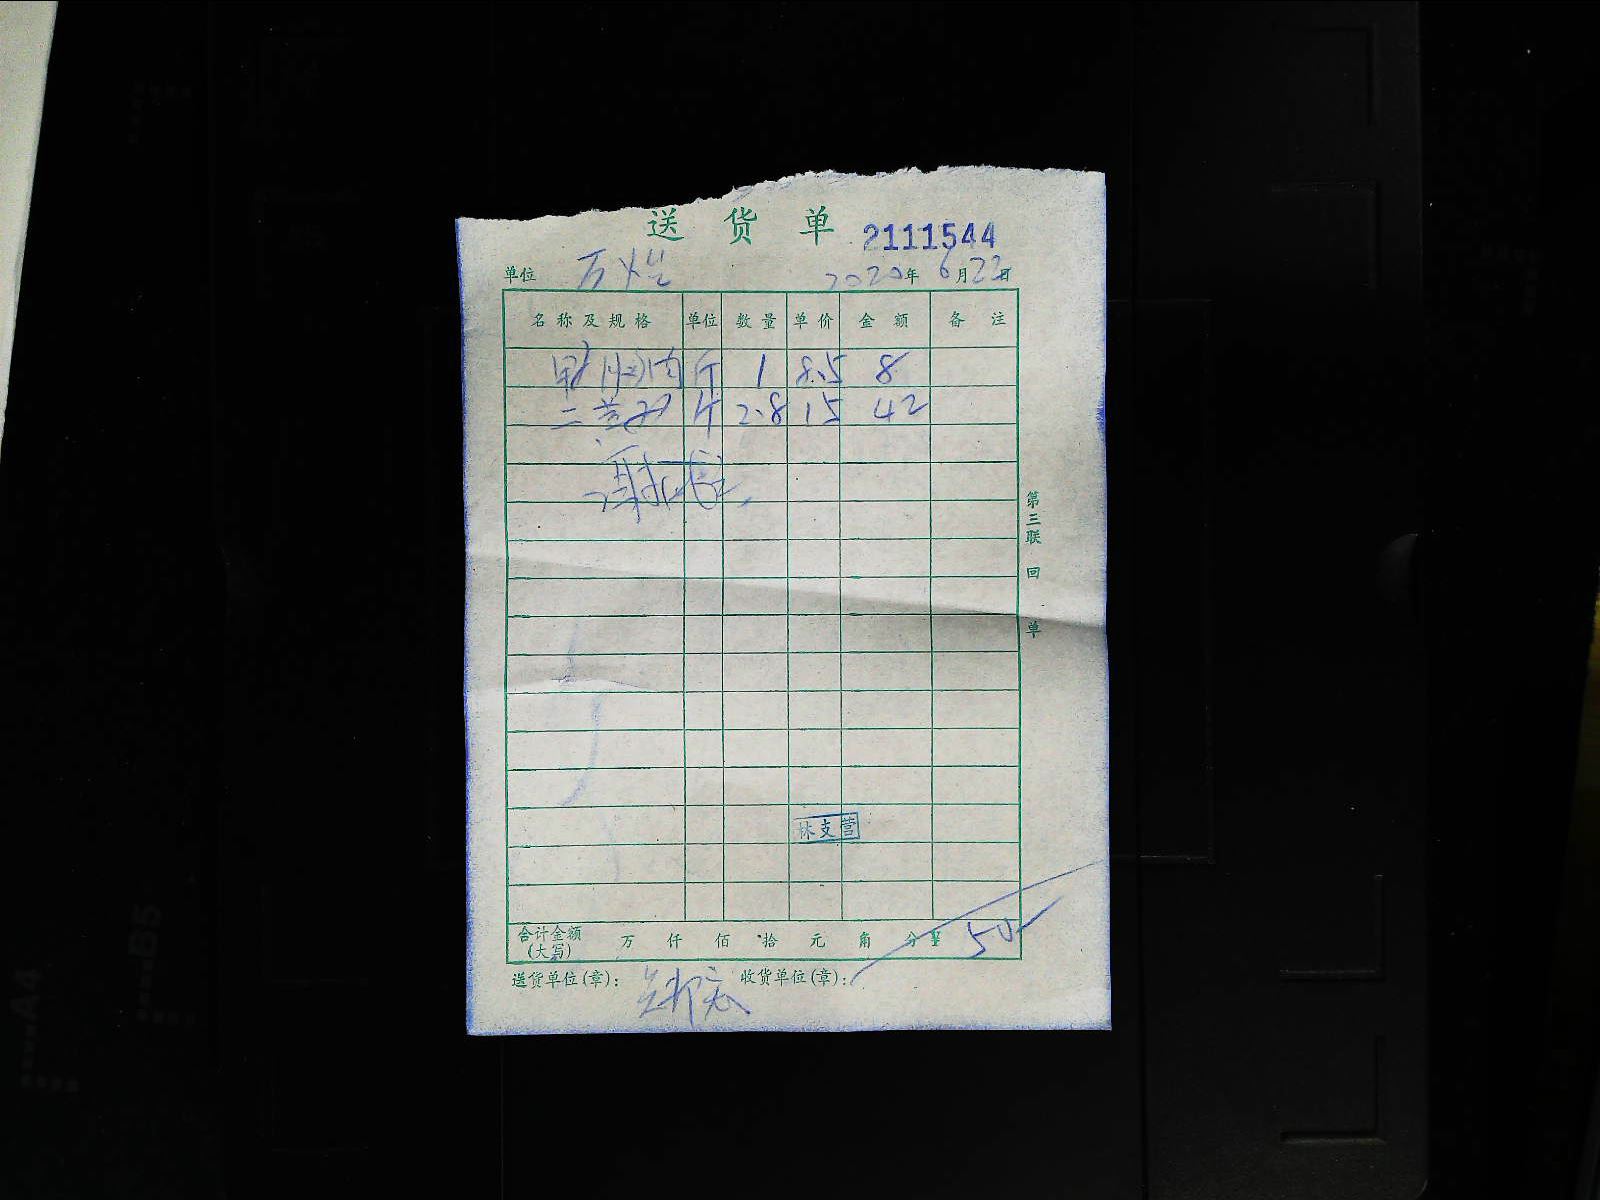 送货单 2111544
单位 万 2020年6月22日
名称及规格 单位 数量 单价 金额 备注
斤 1 8.5 8
二 斤 2.8 15 42
第三联 回单
林支营
合计金额(大写) 万 仟 佰 拾 元 角 分 ¥ 50
送货单位(章): 收货单位(章):
A4
B5